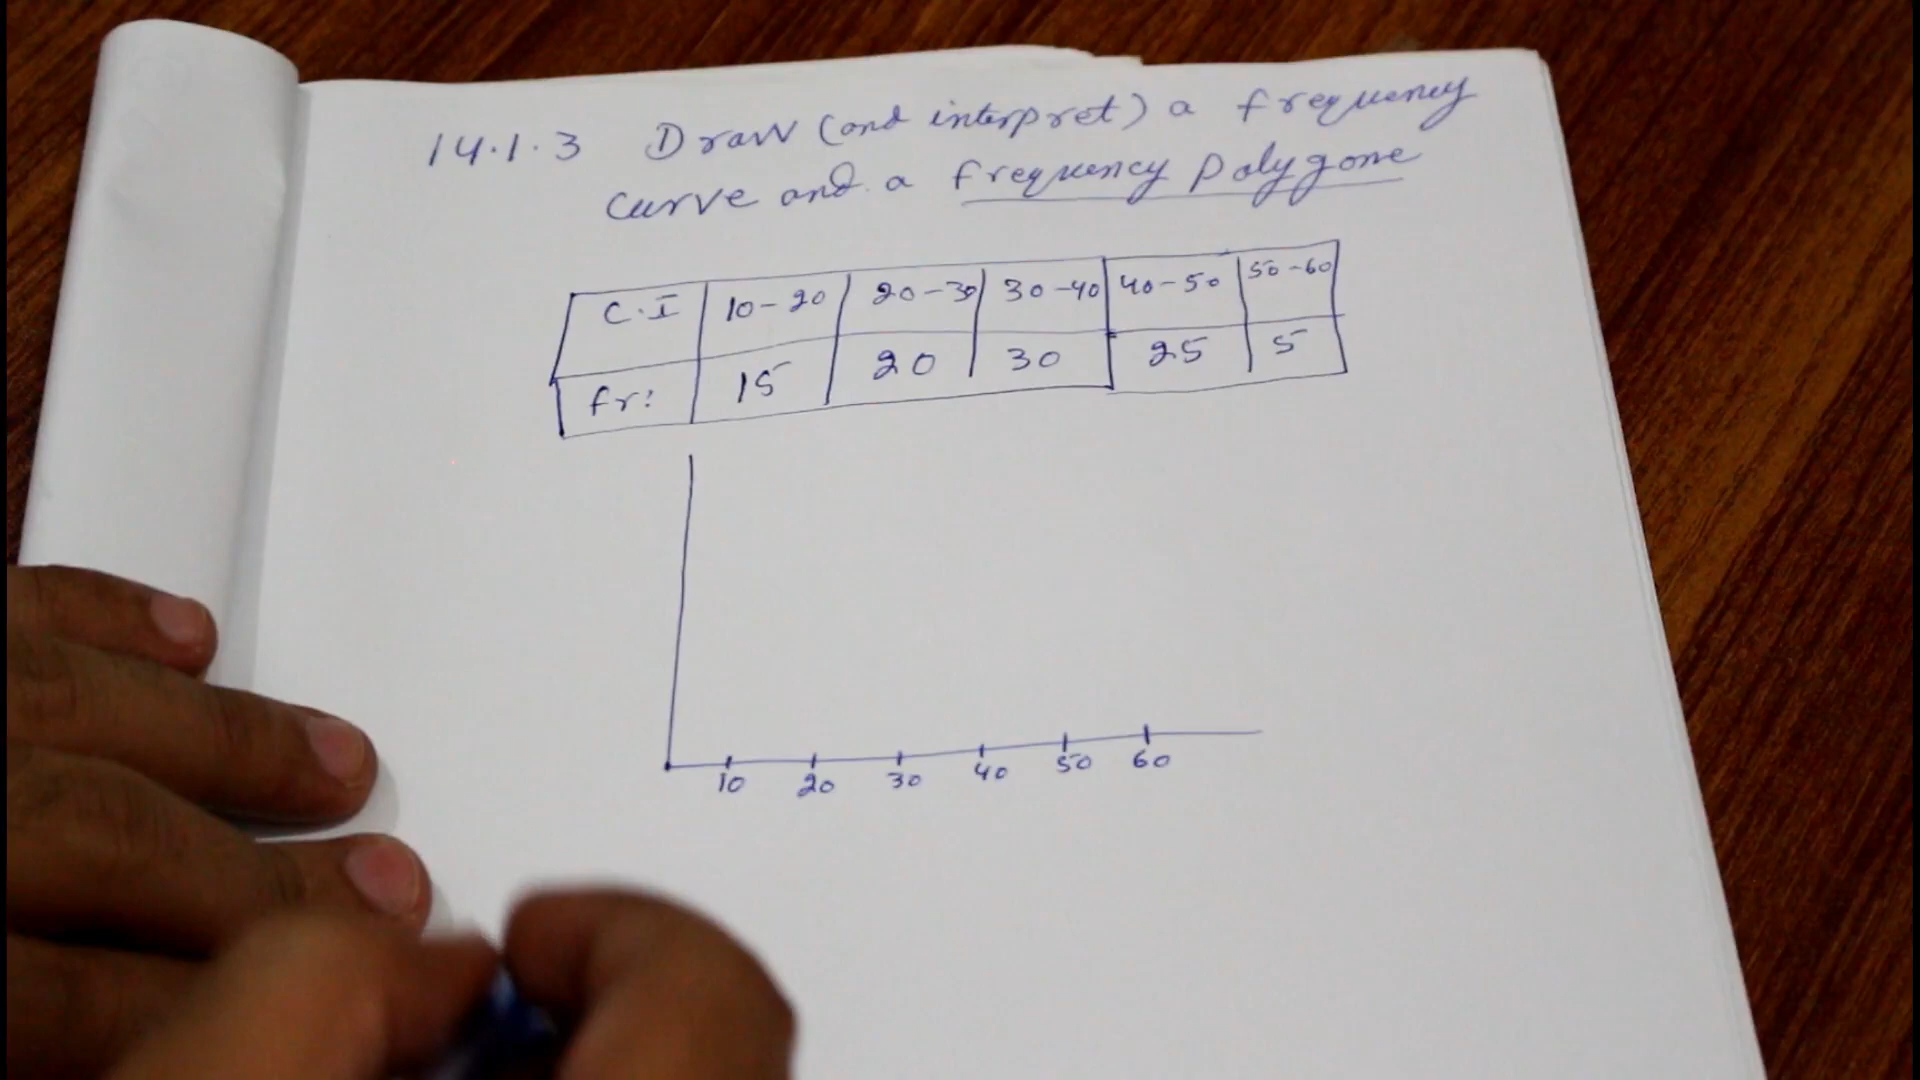 14.1.3 Draw (and interpret) a frequency
curve and a frequency polygone
C.I 10-20 20-30 30-40 40-50 50-60
fr: 15 20 30 25 5
10 20 30 40 50 60